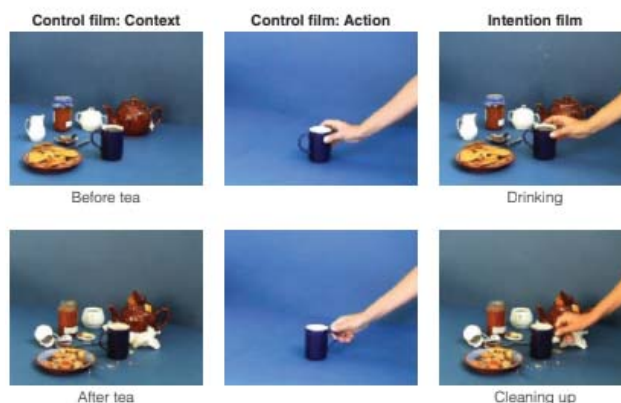 Control film: Context
Control film: Action
Intention film
Before tea
Drinking
After tea
Cleaning up